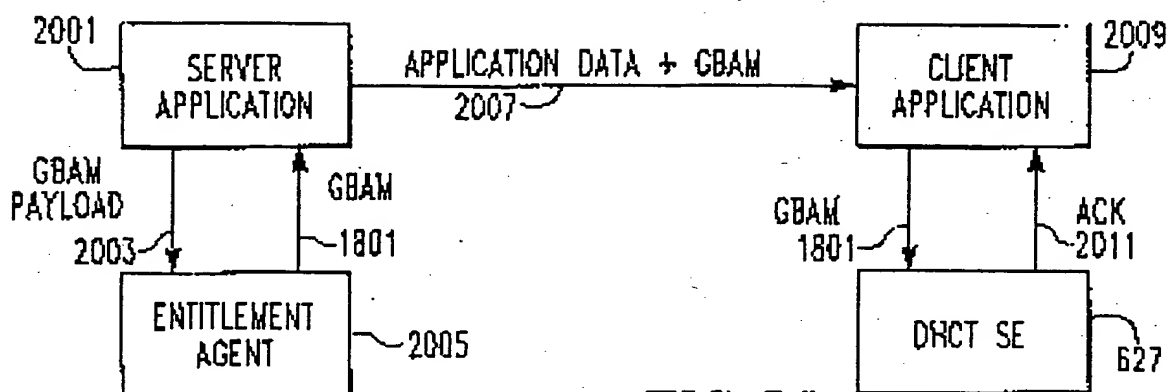 2001
SERVER
APPLICATION
APPLICATION DATA + GBAM
2007
CLIENT
APPLICATION
2009
GBAM
PAYLOAD
2003
GBAM
1801
GBAM
1801
ACK
2011
ENTITLEMENT
AGENT
2005
DHCT SE
627